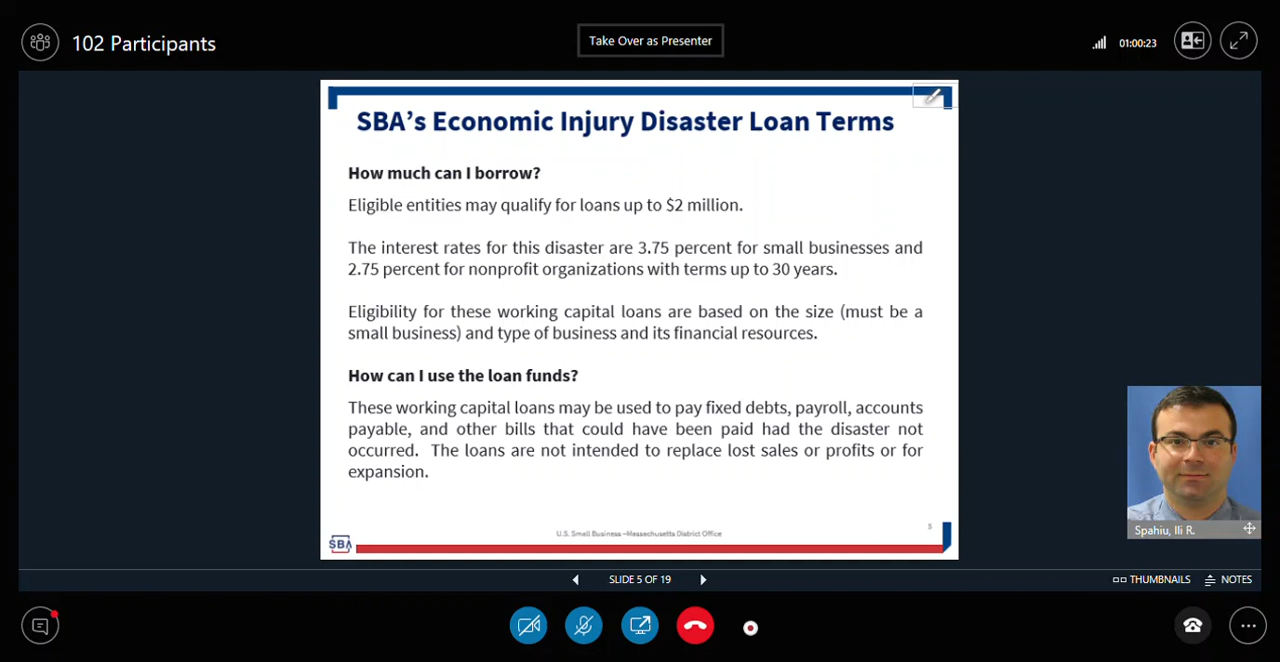 102 Participants
Take Over as Presenter
01:00:23
SBA's Economic Injury Disaster Loan Terms
How much can I borrow?
Eligible entities may qualify for loans up to $2 million.
The interest rates for this disaster are 3.75 percent for small businesses and
2.75 percent for nonprofit organizations with terms up to 30 years.
Eligibility for these working capital loans are based on the size (must be a
small business) and type of business and its financial resources.
How can I use the loan funds?
These working capital loans may be used to pay fixed debts, payroll, accounts
payable, and other bills that could have been paid had the disaster not
occurred. The loans are not intended to replace lost sales or profits or for
expansion.
SBA
U.S. Small Business –Massachusetts District Office
5
Spahiu, Ili R.
SLIDE 5 OF 19
THUMBNAILS
NOTES